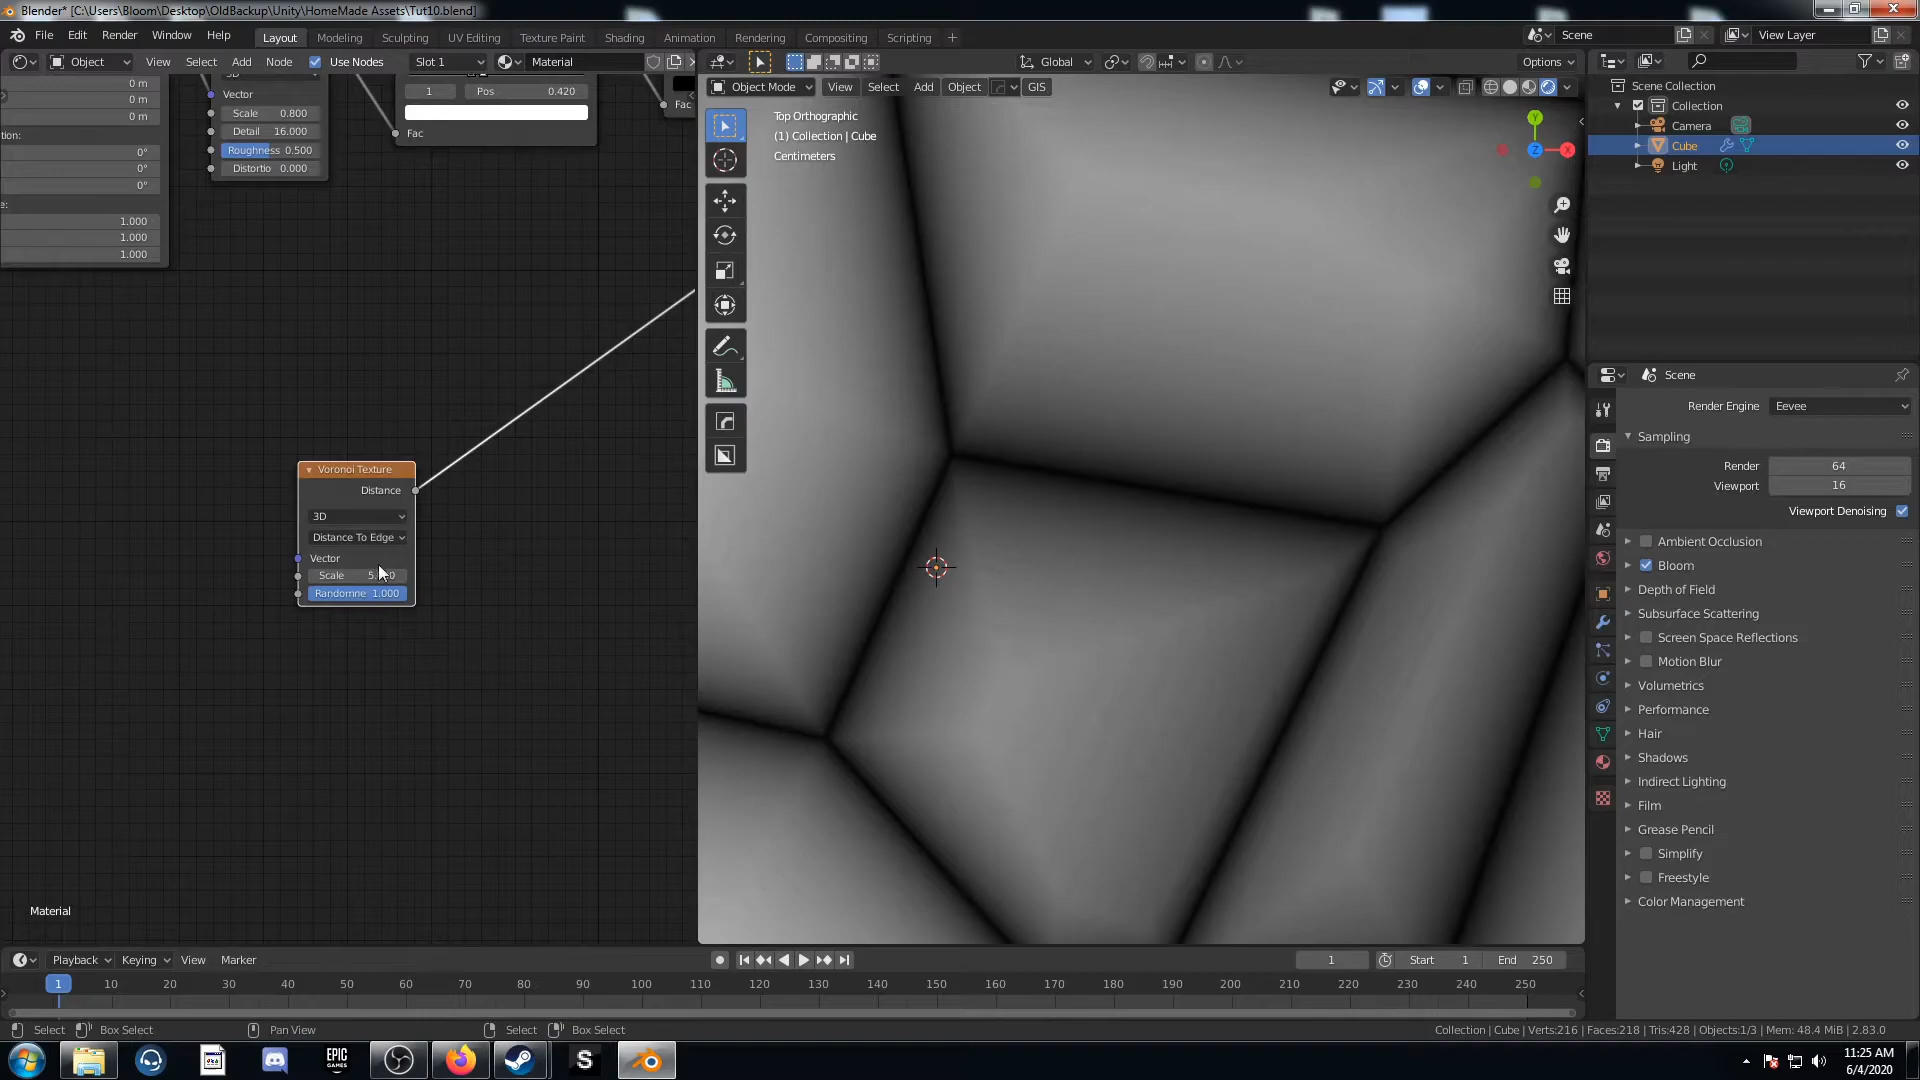 Blender* [C:\Users\Bloom\Desktop\OldBackup\Unity\HomeMade Assets\Tut10.blend]
File Edit Render Window Help Layout Modeling Sculpting UV Editing Texture Paint Shading Animation Rendering Compositing Scripting Scene View Layer
Object View Select Add Node Use Nodes Slot 1 Material Global Options
Object Mode View Select Add Object GIS
0 m
0 m
0 m
tion:
0°
0°
0°
e:
1.000
1.000
1.000
Vector
Scale 0.800
Detail 16.000
Roughness 0.500
Distortio 0.000
1 Pos 0.420
Fac
Fac
Voronoi Texture
Distance
3D
Distance To Edge
Vector
Scale
Randomne 1.000
Material
Top Orthographic
(1) Collection | Cube
Centimeters
Y
X
Z
Scene Collection
Collection
Camera
Cube
Light
Scene
Render Engine Eevee
Sampling
Render 64
Viewport 16
Viewport Denoising
Ambient Occlusion
Bloom
Depth of Field
Subsurface Scattering
Screen Space Reflections
Motion Blur
Volumetrics
Performance
Hair
Shadows
Indirect Lighting
Film
Grease Pencil
Simplify
Freestyle
Color Management
Playback Keying View Marker 1 Start 1 End 250
1 10 20 30 40 50 60 70 80 90 100 110 120 130 140 150 160 170 180 190 200 210 220 230 240 250
Select Box Select Pan View Select Box Select Collection | Cube | Verts:216 | Faces:218 | Tris:428 | Objects:1/3 | Mem: 48.4 MiB | 2.83.0
EPIC
GAMES
S
11:25 AM
6/4/2020